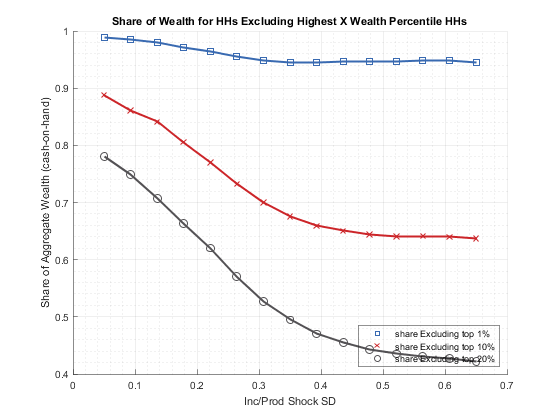 Share of Wealth for HHs Excluding Highest X Wealth Percentile HHs
1
0.9
0.8
0.7
0.6
0.5
0.4
Share of Aggregate Wealth (cash-on-hand)
share Excluding top 1%
share Excluding top 10%
share Excluding top 20%
0 0.1 0.2 0.3 0.4 0.5 0.6 0.7
Inc/Prod Shock SD